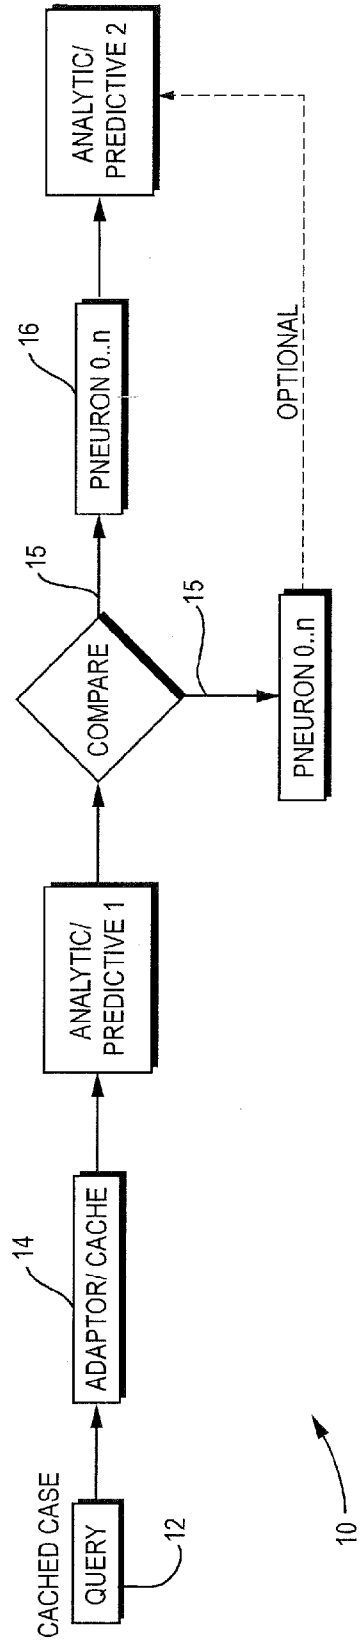 CACHED CASE
QUERY
12
ADAPTOR/ CACHE
14
ANALYTIC/
PREDICTIVE 1
COMPARE
15
15
PNEURON 0..n
16
PNEURON 0..n
OPTIONAL
ANALYTIC/
PREDICTIVE 2
10